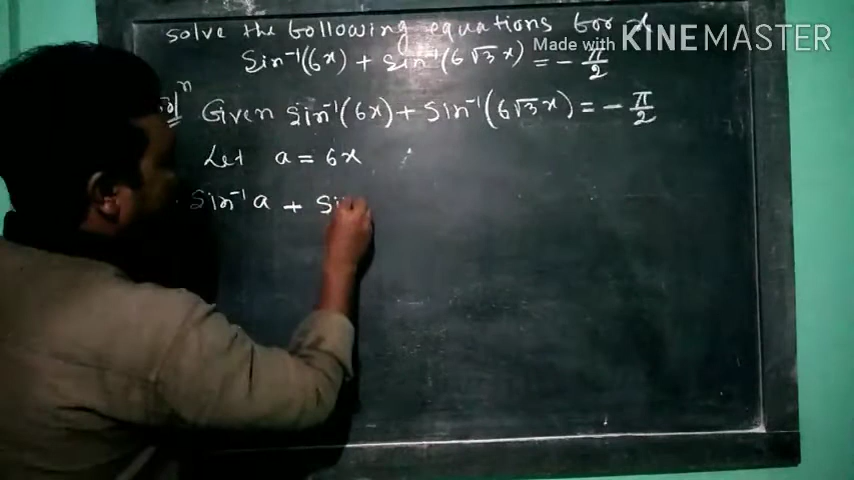 Solve the following equations for x
Made with KINEMASTER
Sin⁻¹(6x) + Sin⁻¹(6√3x) = - π/2
Given Sin⁻¹(6x) + Sin⁻¹(6√3x) = - π/2
Let a = 6x
Sin⁻¹a + Si